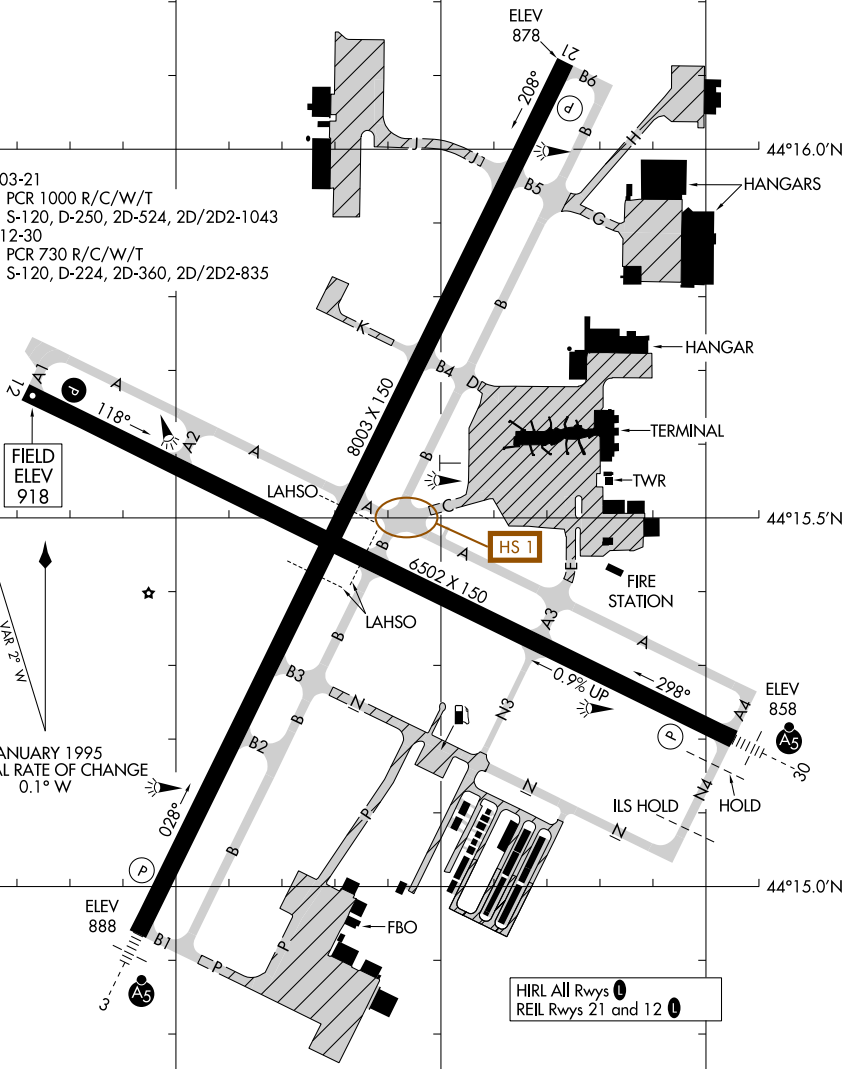 ELEV
878
21
B6
P
208°
B
H
J
J1
B5
44°16.0'N
HANGARS
03-21
PCR 1000 R/C/W/T
S-120, D-250, 2D-524, 2D/2D2-1043
12-30
PCR 730 R/C/W/T
S-120, D-224, 2D-360, 2D/2D2-835
G
B
K
HANGAR
B4
D
A1
A
12
P
118°
A2
A
8003 X 150
B
TERMINAL
FIELD
ELEV
918
TWR
LAHSO
A
C
44°15.5'N
HS 1
B
A
6502 X 150
E
FIRE
STATION
LAHSO
A3
A
VAR 2° W
B
B3
0.9% UP
298°
ELEV
858
N
N3
A4
B
P
A5
B2
ANUARY 1995
AL RATE OF CHANGE
0.1° W
30
N
N4
ILS HOLD
HOLD
028°
P
N
B
P
44°15.0'N
ELEV
888
FBO
B1
P
P
3
A5
HIRL All Rwys L
REIL Rwys 21 and 12 L